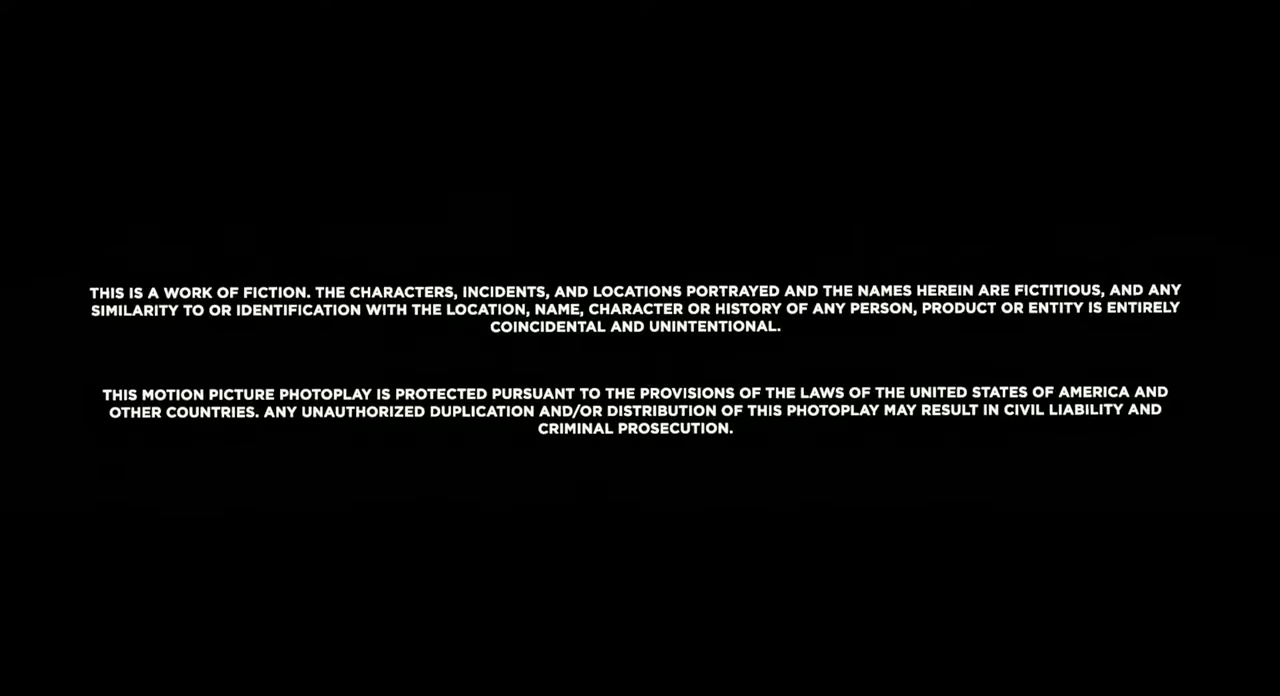 THIS IS A WORK OF FICTION. THE CHARACTERS, INCIDENTS, AND LOCATIONS PORTRAYED AND THE NAMES HEREIN ARE FICTITIOUS, AND ANY
SIMILARITY TO OR IDENTIFICATION WITH THE LOCATION, NAME, CHARACTER OR HISTORY OF ANY PERSON, PRODUCT OR ENTITY IS ENTIRELY
COINCIDENTAL AND UNINTENTIONAL.
THIS MOTION PICTURE PHOTOPLAY IS PROTECTED PURSUANT TO THE PROVISIONS OF THE LAWS OF THE UNITED STATES OF AMERICA AND
OTHER COUNTRIES. ANY UNAUTHORIZED DUPLICATION AND/OR DISTRIBUTION OF THIS PHOTOPLAY MAY RESULT IN CIVIL LIABILITY AND
CRIMINAL PROSECUTION.